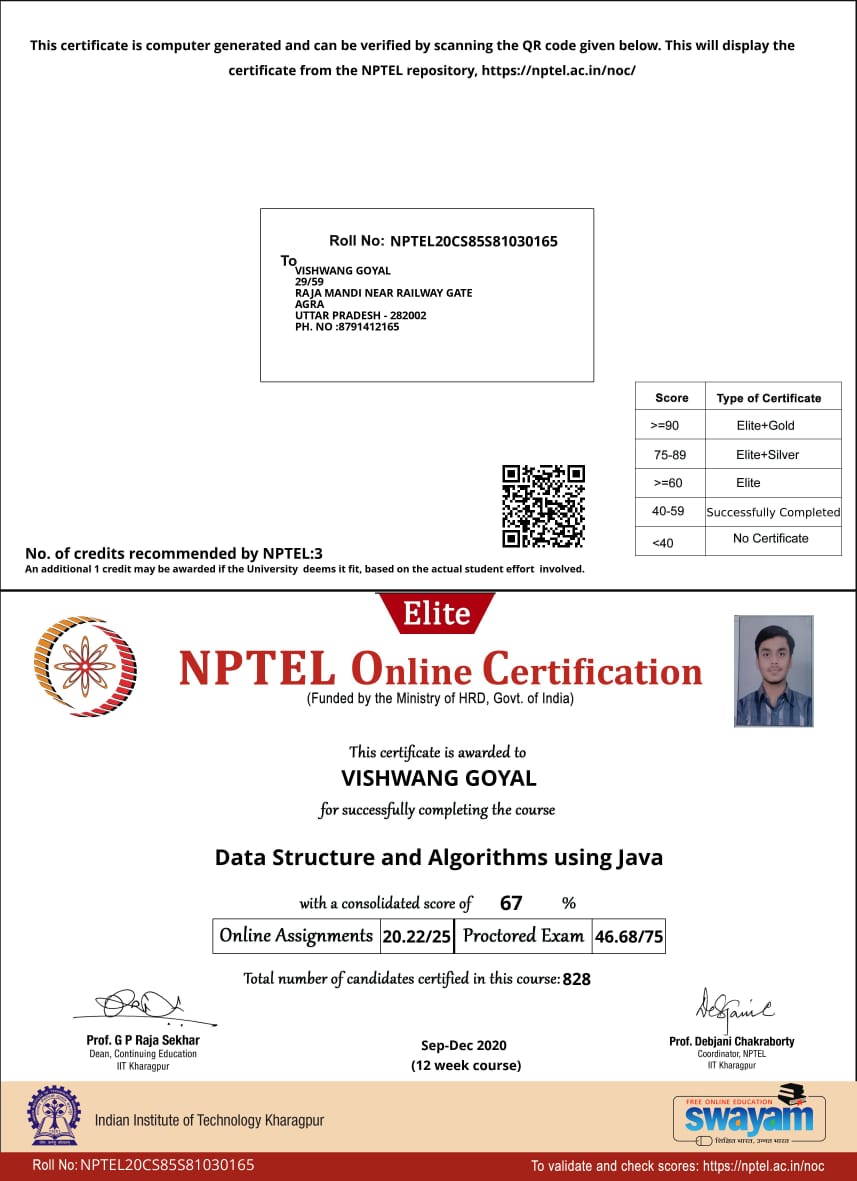 This certificate is computer generated and can be verified by scanning the QR code given below. This will display the
certificate from the NPTEL repository, https://nptel.ac.in/noc/
Roll No: NPTEL20CS85S81030165
To
VISHWANG GOYAL
29/59
RAJA MANDI NEAR RAILWAY GATE
AGRA
UTTAR PRADESH - 282002
PH. NO :8791412165
Score Type of Certificate
>=90 Elite+Gold
75-89 Elite+Silver
>=60 Elite
40-59 Successfully Completed
<40 No Certificate
No. of credits recommended by NPTEL:3
An additional 1 credit may be awarded if the University deems it fit, based on the actual student effort involved.
Elite
NPTEL Online Certification
(Funded by the Ministry of HRD, Govt. of India)
This certificate is awarded to
VISHWANG GOYAL
for successfully completing the course
Data Structure and Algorithms using Java
with a consolidated score of 67 %
Online Assignments 20.22/25 Proctored Exam 46.68/75
Total number of candidates certified in this course: 828
Prof. G P Raja Sekhar
Dean, Continuing Education
IIT Kharagpur
Sep-Dec 2020
(12 week course)
Prof. Debjani Chakraborty
Coordinator, NPTEL
IIT Kharagpur
Indian Institute of Technology Kharagpur
FREE ONLINE EDUCATION
swayam
शिक्षित भारत, उन्नत भारत
Roll No: NPTEL20CS85S81030165
To validate and check scores: https://nptel.ac.in/noc